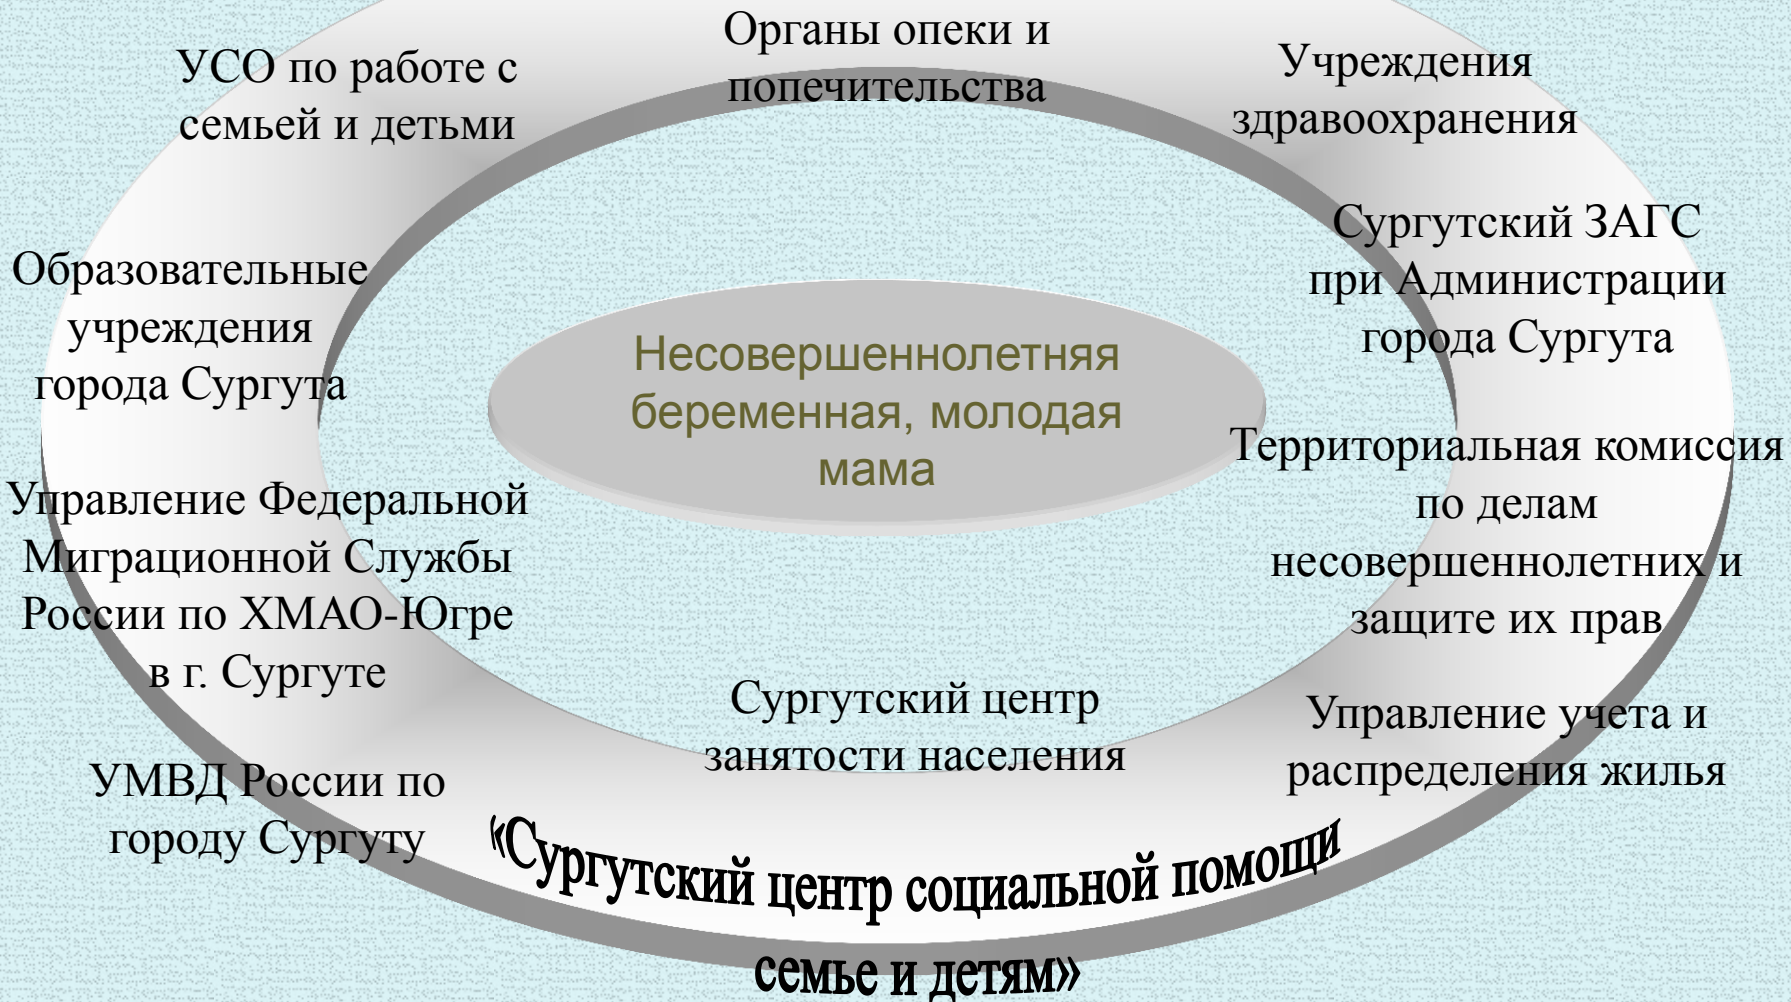 Органы опеки и
попечительства
УСО по работе с
семьей и детьми
Учреждения
здравоохранения
Сургутский ЗАГС
при Администрации
города Сургута
Образовательные
учреждения
города Сургута
Несовершеннолетняя
беременная, молодая
мама
Территориальная комиссия
по делам
несовершеннолетних и
защите их прав
Управление Федеральной
Миграционной Службы
России по ХМАО-Югре
в г. Сургуте
Сургутский центр
занятости населения
Управление учета и
распределения жилья
УМВД России по
городу Сургуту
«Сургутский центр социальной помощи
семье и детям»